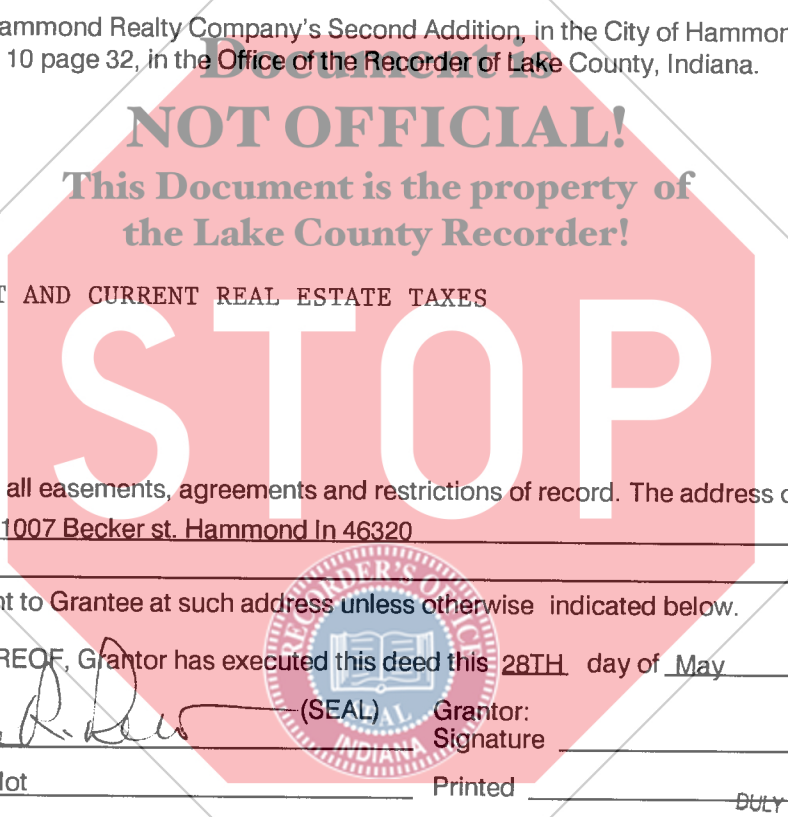 ammond Realty Company's Second Addition, in the City of Hammon
10 page 32, in the Office of the Recorder of Lake County, Indiana.
Document is
NOT OFFICIAL!
This Document is the property of
the Lake County Recorder!
T AND CURRENT REAL ESTATE TAXES
STOP
all easements, agreements and restrictions of record. The address o
1007 Becker st. Hammond In 46320
nt to Grantee at such address unless otherwise indicated below.
REOF, Grantor has executed this deed this 28TH day of May
(SEAL) Grantor:
Signature
lot Printed
DULY
RECORDER'S OFFICE
SEAL
INDIANA